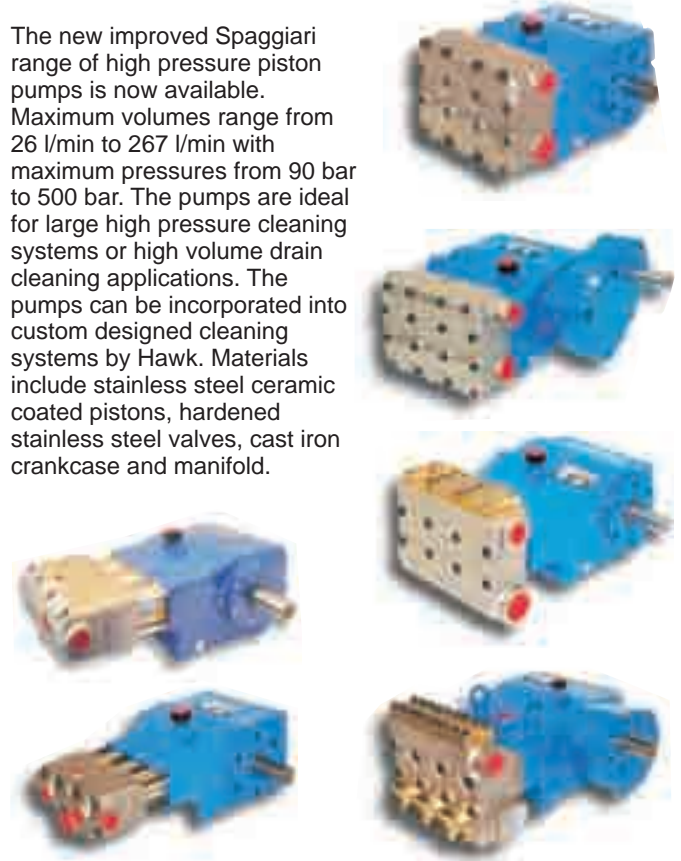 The new improved Spaggiari
range of high pressure piston
pumps is now available.
Maximum volumes range from
26 l/min to 267 l/min with
maximum pressures from 90 bar
to 500 bar. The pumps are ideal
for large high pressure cleaning
systems or high volume drain
cleaning applications. The
pumps can be incorporated into
custom designed cleaning
systems by Hawk. Materials
include stainless steel ceramic
coated pistons, hardened
stainless steel valves, cast iron
crankcase and manifold.